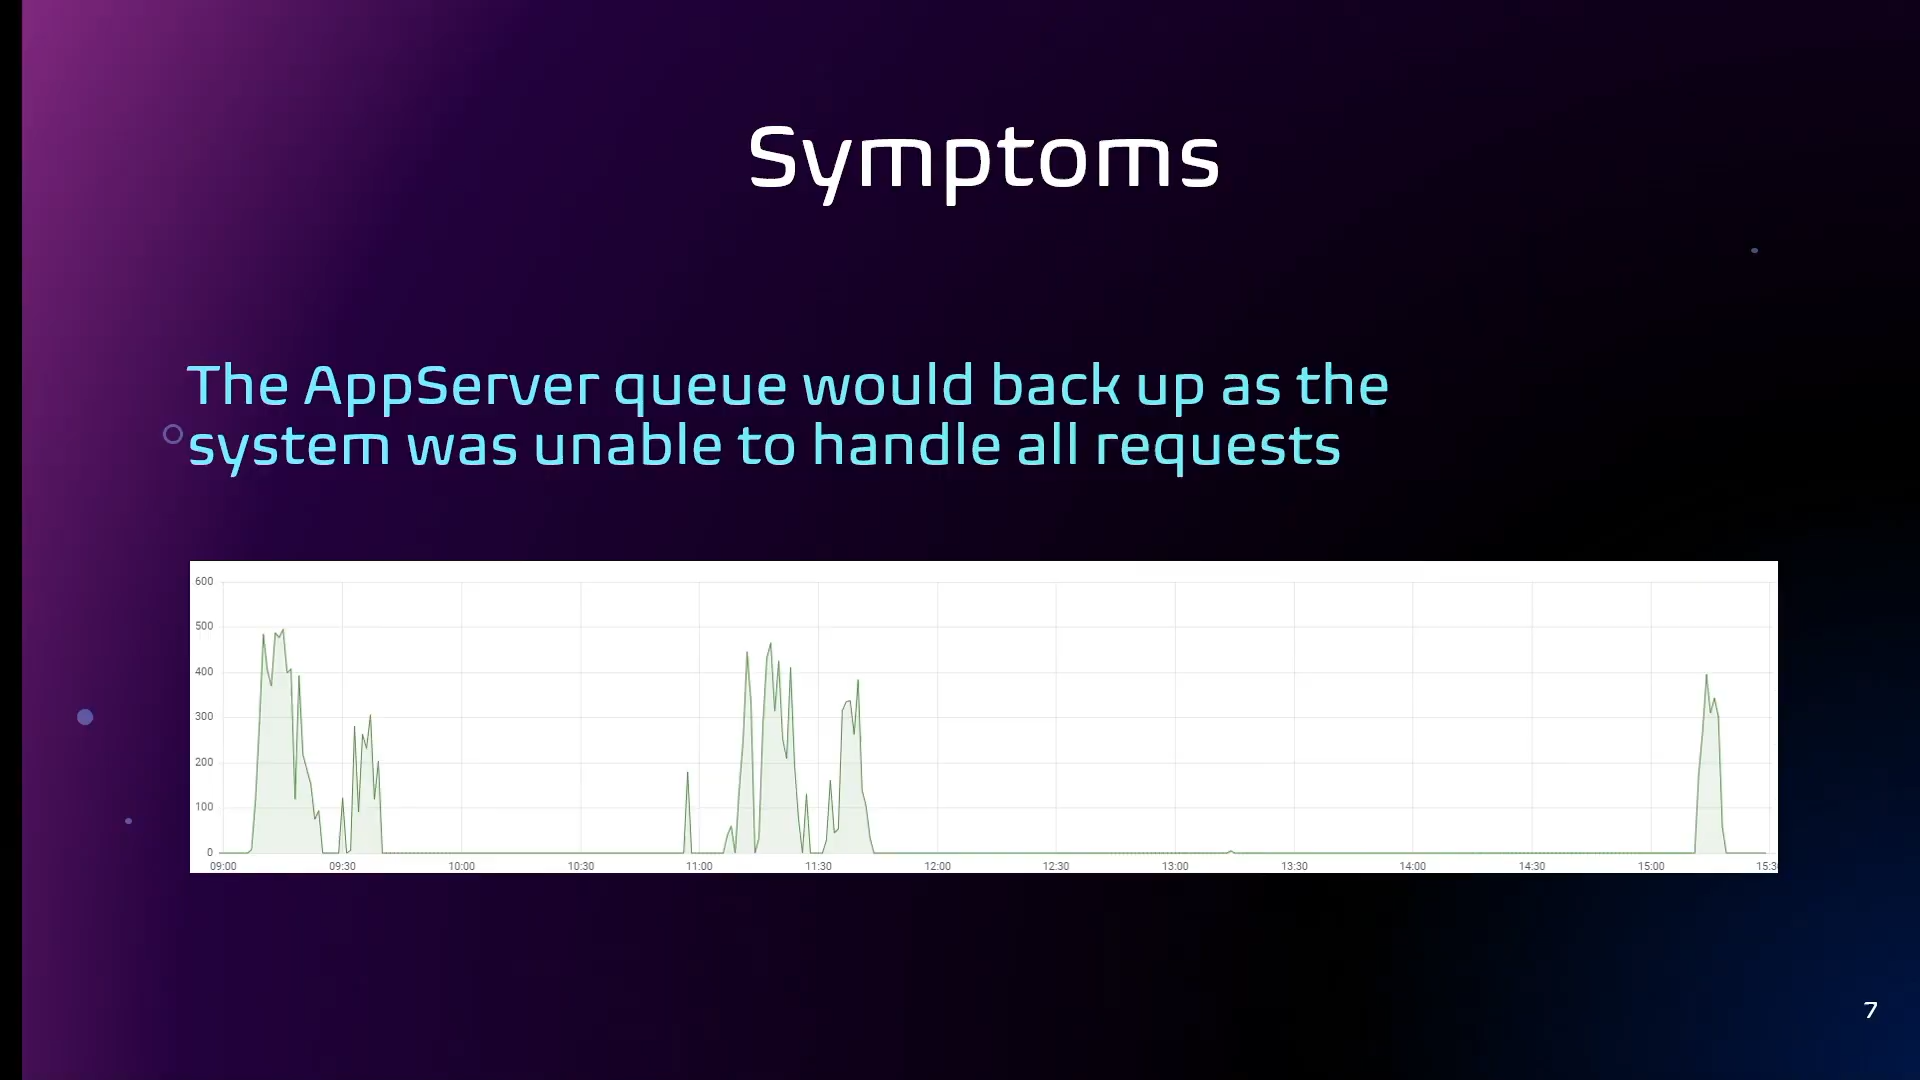 Symptoms
The AppServer queue would back up as the
system was unable to handle all requests
600
500
400
300
200
100
0
09:00 09:30 10:00 10:30 11:00 11:30 12:00 12:30 13:00 13:30 14:00 14:30 15:00 15:3
7